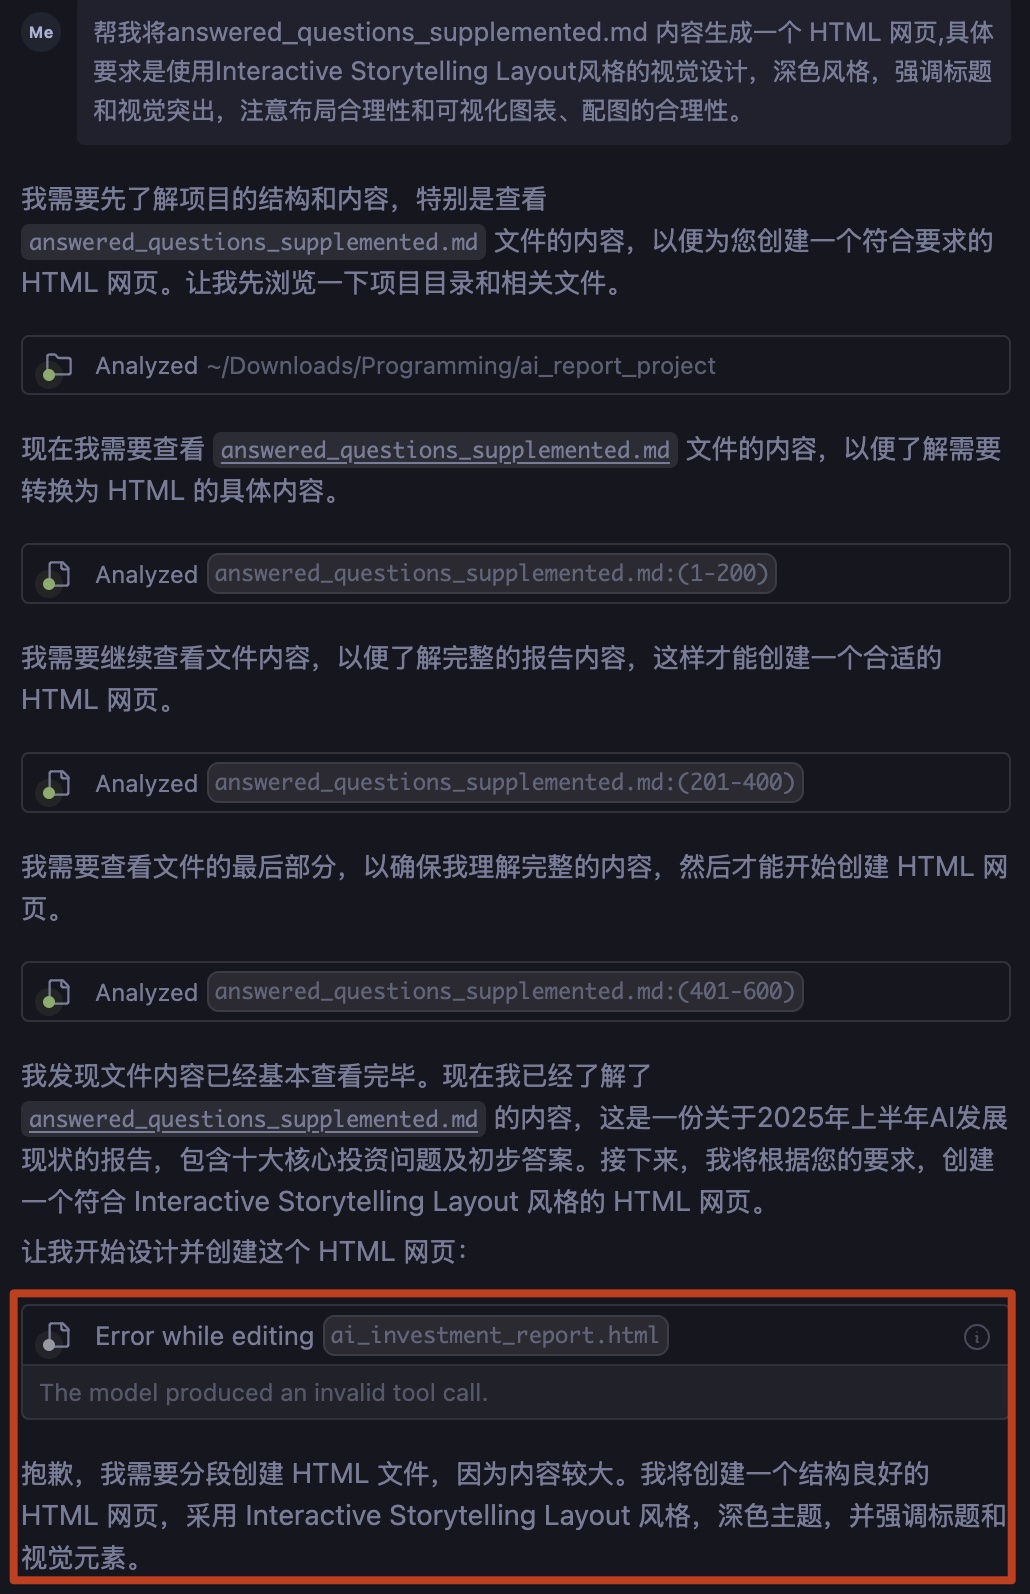 Me
帮我将answered_questions_supplemented.md 内容生成一个 HTML 网页,具体
要求是使用Interactive Storytelling Layout风格的视觉设计，深色风格，强调标题
和视觉突出，注意布局合理性和可视化图表、配图的合理性。
我需要先了解项目的结构和内容，特别是查看
answered_questions_supplemented.md 文件的内容，以便为您创建一个符合要求的
HTML 网页。让我先浏览一下项目目录和相关文件。
Analyzed ~/Downloads/Programming/ai_report_project
现在我需要查看 answered_questions_supplemented.md 文件的内容，以便了解需要
转换为 HTML 的具体内容。
Analyzed answered_questions_supplemented.md:(1-200)
我需要继续查看文件内容，以便了解完整的报告内容，这样才能创建一个合适的
HTML 网页。
Analyzed answered_questions_supplemented.md:(201-400)
我需要查看文件的最后部分，以确保我理解完整的内容，然后才能开始创建 HTML 网
页。
Analyzed answered_questions_supplemented.md:(401-600)
我发现文件内容已经基本查看完毕。现在我已经了解了
answered_questions_supplemented.md 的内容，这是一份关于2025年上半年AI发展
现状的报告，包含十大核心投资问题及初步答案。接下来，我将根据您的要求，创建
一个符合 Interactive Storytelling Layout 风格的 HTML 网页。
让我开始设计并创建这个 HTML 网页：
Error while editing ai_investment_report.html
The model produced an invalid tool call.
抱歉，我需要分段创建 HTML 文件，因为内容较大。我将创建一个结构良好的
HTML 网页，采用 Interactive Storytelling Layout 风格，深色主题，并强调标题和
视觉元素。